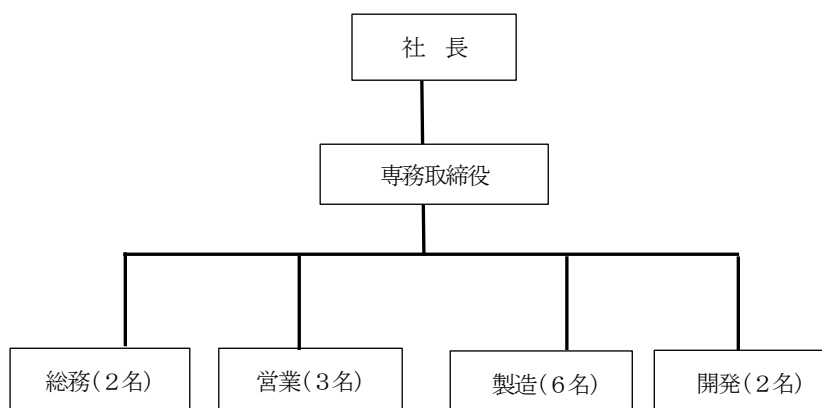 社　長
専務取締役
総務(２名)
営業(３名)
製造(６名)
開発(２名)